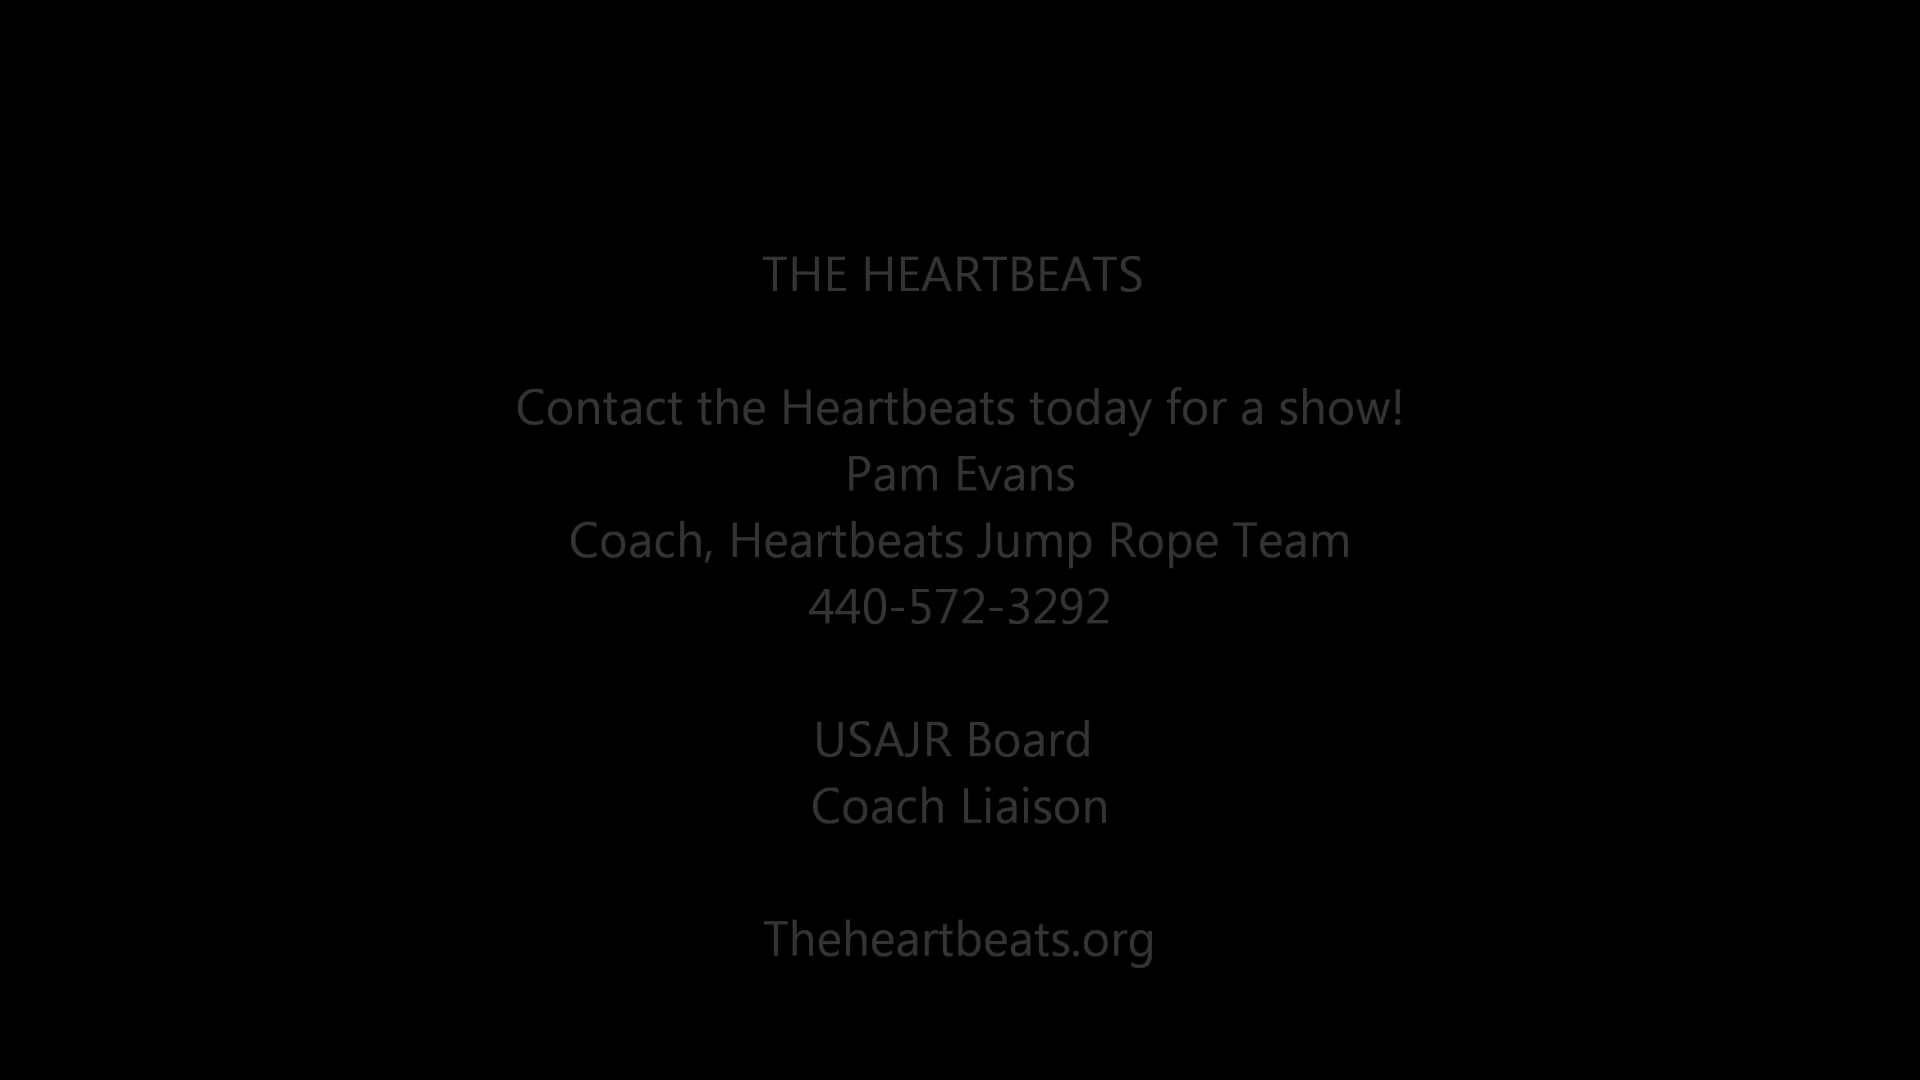 THE HEARTBEATS
Contact the Heartbeats today for a show!
Pam Evans
Coach, Heartbeats Jump Rope Team
440-572-3292
USAJR Board
Coach Liaison
Theheartbeats.org